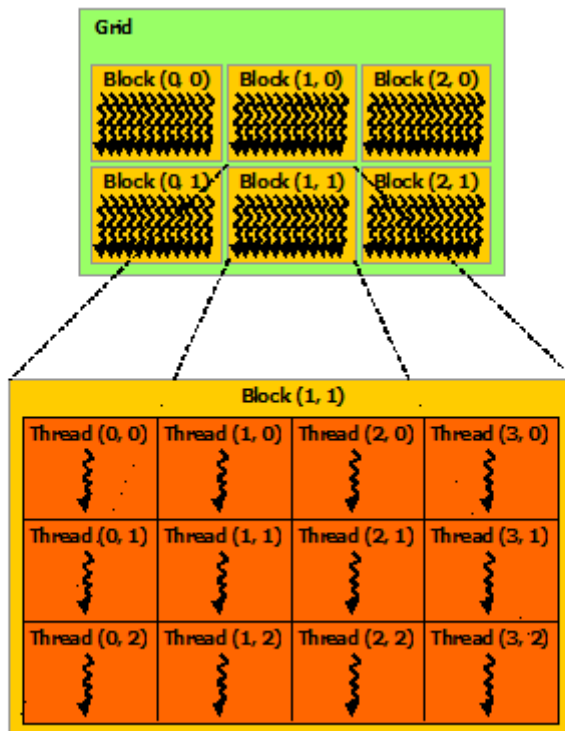 Grid
Block (0, 0) Block (1, 0) Block (2, 0)
Block (0, 1) Block (1, 1) Block (2, 1)
Block (1, 1)
Thread (0, 0) Thread (1, 0) Thread (2, 0) Thread (3, 0)
Thread (0, 1) Thread (1, 1) Thread (2, 1) Thread (3, 1)
Thread (0, 2) Thread (1, 2) Thread (2, 2) Thread (3, 2)